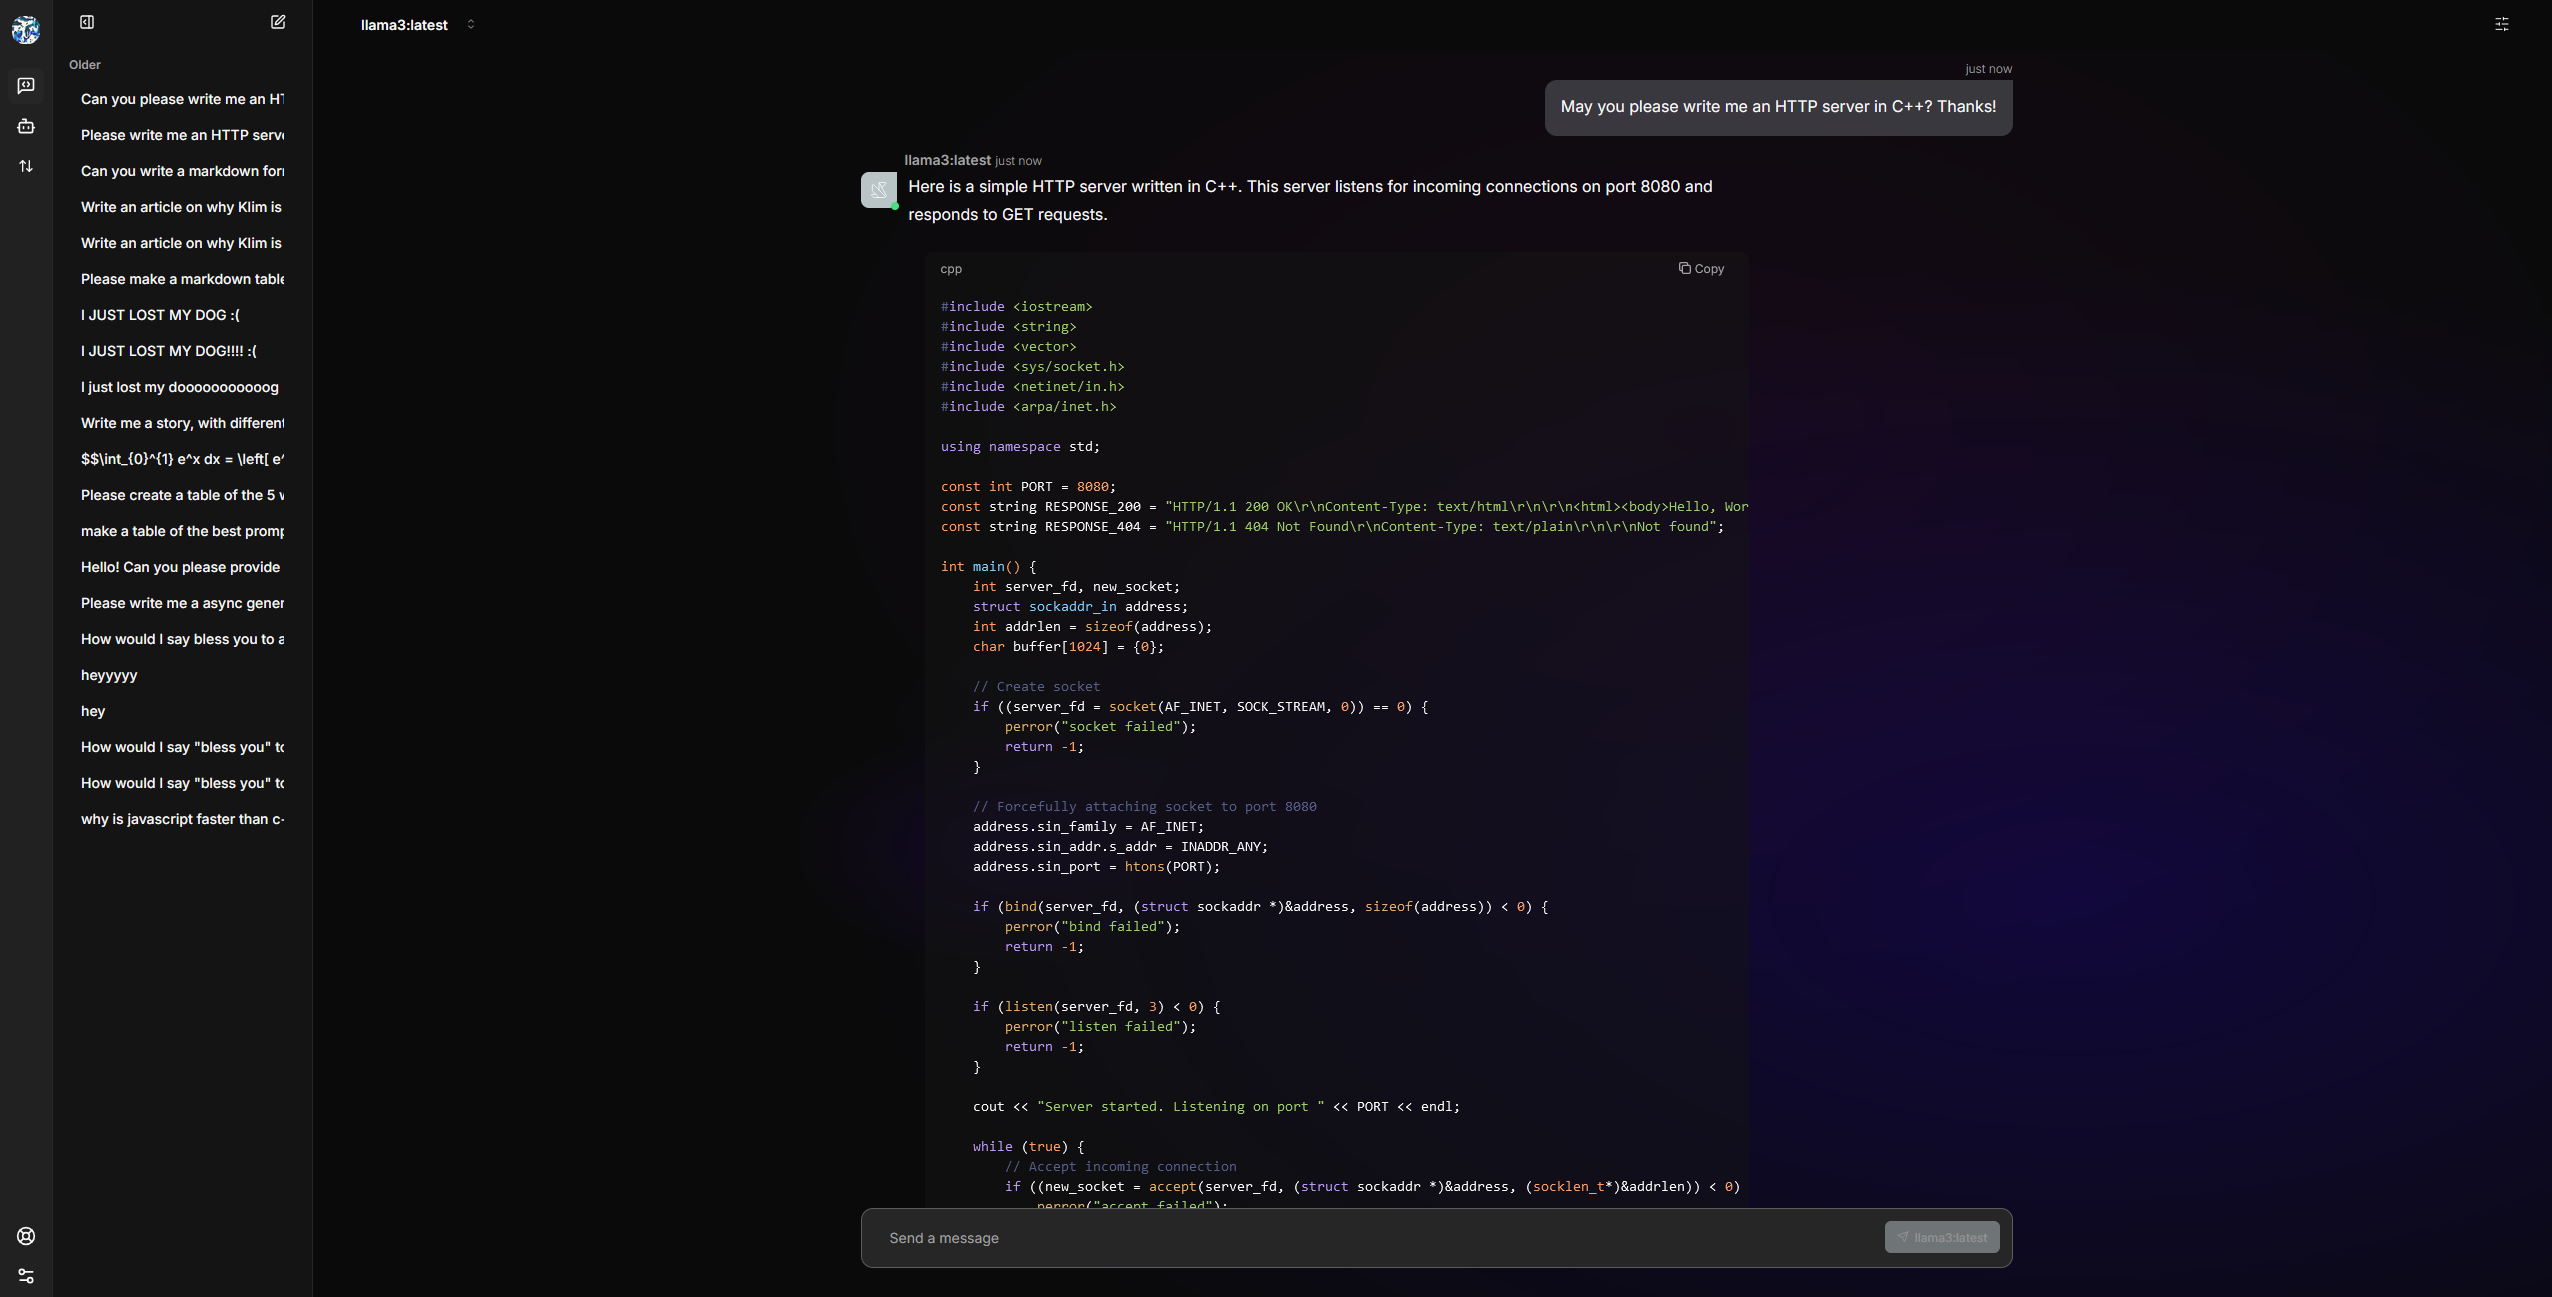 llama3:latest
Older
Can you please write me an HT
Please write me an HTTP serve
Can you write a markdown forr
Write an article on why Klim is
Write an article on why Klim is
Please make a markdown table
I JUST LOST MY DOG :(
I JUST LOST MY DOG!!!! :(
I just lost my dooooooooooog
Write me a story, with different
$$\int_{0}^{1} e^x dx = \left[ e^
Please create a table of the 5 w
make a table of the best promp
Hello! Can you please provide
Please write me a async gener
How would I say bless you to a
heyyyyy
hey
How would I say "bless you" to
How would I say "bless you" to
why is javascript faster than c-
just now
May you please write me an HTTP server in C++? Thanks!
llama3:latest just now
Here is a simple HTTP server written in C++. This server listens for incoming connections on port 8080 and
responds to GET requests.
cpp
Copy
#include <iostream>
#include <string>
#include <vector>
#include <sys/socket.h>
#include <netinet/in.h>
#include <arpa/inet.h>
using namespace std;
const int PORT = 8080;
const string RESPONSE_200 = "HTTP/1.1 200 OK\r\nContent-Type: text/html\r\n\r\n<html><body>Hello, Wor
const string RESPONSE_404 = "HTTP/1.1 404 Not Found\r\nContent-Type: text/plain\r\n\r\nNot found";
int main() {
    int server_fd, new_socket;
    struct sockaddr_in address;
    int addrlen = sizeof(address);
    char buffer[1024] = {0};
    // Create socket
    if ((server_fd = socket(AF_INET, SOCK_STREAM, 0)) == 0) {
        perror("socket failed");
        return -1;
    }
    // Forcefully attaching socket to port 8080
    address.sin_family = AF_INET;
    address.sin_addr.s_addr = INADDR_ANY;
    address.sin_port = htons(PORT);
    if (bind(server_fd, (struct sockaddr *)&address, sizeof(address)) < 0) {
        perror("bind failed");
        return -1;
    }
    if (listen(server_fd, 3) < 0) {
        perror("listen failed");
        return -1;
    }
    cout << "Server started. Listening on port " << PORT << endl;
    while (true) {
        // Accept incoming connection
        if ((new_socket = accept(server_fd, (struct sockaddr *)&address, (socklen_t*)&addrlen)) < 0)
            perror("accept failed");
Send a message
llama3:latest